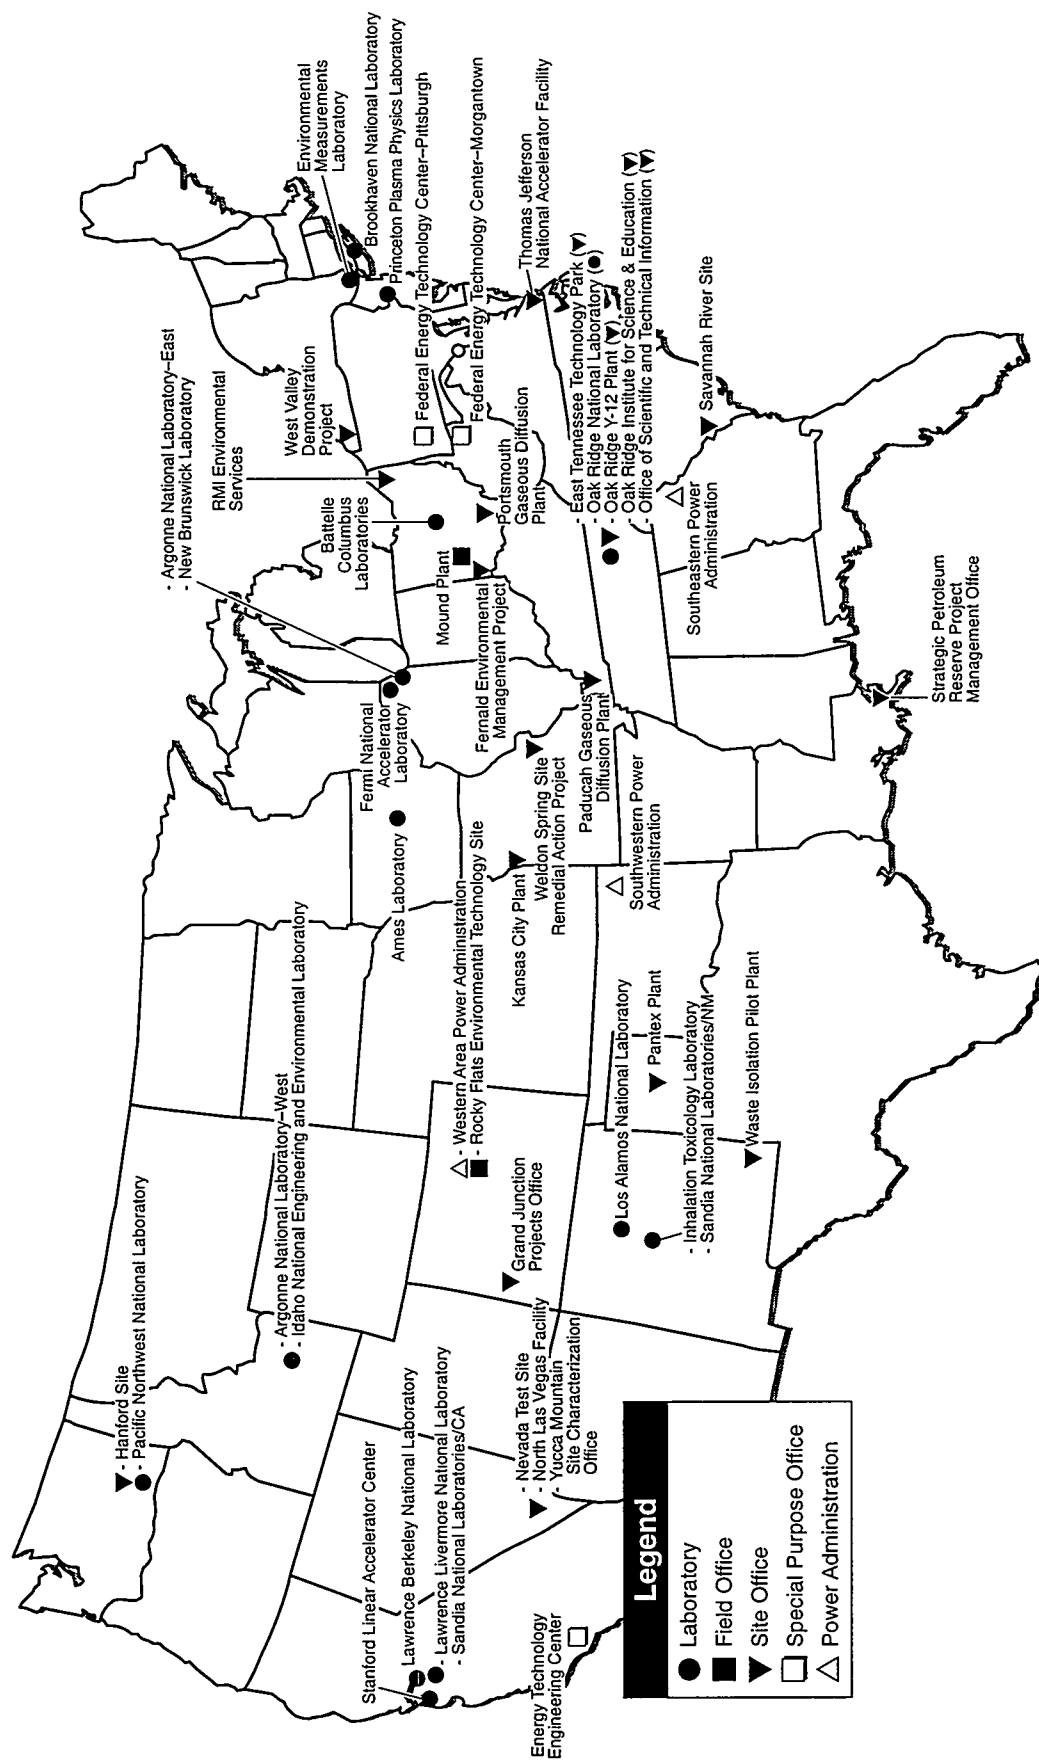 - Hanford Site
- Pacific Northwest National Laboratory
- Argonne National Laboratory–West
- Idaho National Engineering and Environmental Laboratory
Stanford Linear Accelerator Center
Lawrence Berkeley National Laboratory
- Lawrence Livermore National Laboratory
- Sandia National Laboratories/CA
Energy Technology
Engineering Center
- Nevada Test Site
- North Las Vegas Facility
- Yucca Mountain
Site Characterization
Office
Grand Junction
Projects Office
- Western Area Power Administration
- Rocky Flats Environmental Technology Site
Los Alamos National Laboratory
Pantex Plant
- Inhalation Toxicology Laboratory
- Sandia National Laboratories/NM
Waste Isolation Pilot Plant
Ames Laboratory
Kansas City Plant
Weldon Spring Site
Remedial Action Project
Southwestern Power
Administration
Fermi National
Accelerator
Laboratory
- Argonne National Laboratory–East
- New Brunswick Laboratory
Paducah Gaseous
Diffusion Plant
Fernald Environmental
Management Project
Mound Plant
Battelle
Columbus
Laboratories
RMI Environmental
Services
West Valley
Demonstration
Project
Portsmouth
Gaseous Diffusion
Plant
Environmental
Measurements
Laboratory
Brookhaven National Laboratory
Princeton Plasma Physics Laboratory
Federal Energy Technology Center–Pittsburgh
Federal Energy Technology Center–Morgantown
Thomas Jefferson
National Accelerator Facility
- East Tennessee Technology Park (▼)
- Oak Ridge National Laboratory (●)
- Oak Ridge Y-12 Plant (▼)
- Oak Ridge Institute for Science & Education (▼)
- Office of Scientific and Technical Information (▼)
Savannah River Site
Southeastern Power
Administration
Strategic Petroleum
Reserve Project
Management Office
Legend
Laboratory
Field Office
Site Office
Special Purpose Office
Power Administration